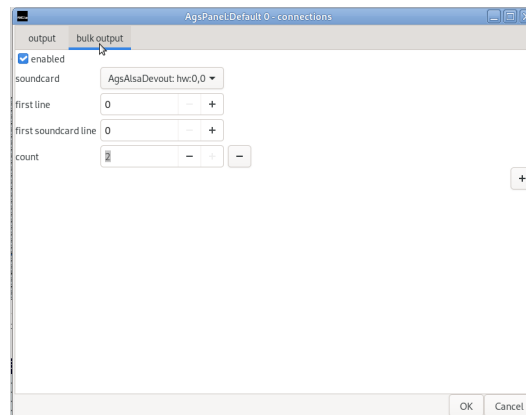 AgsPanel:Default 0 - connections
output bulk output
enabled
soundcard AgsAlsaDevout: hw:0,0
first line 0 − +
first soundcard line 0 − +
count 2 − + −
+
OK Cancel